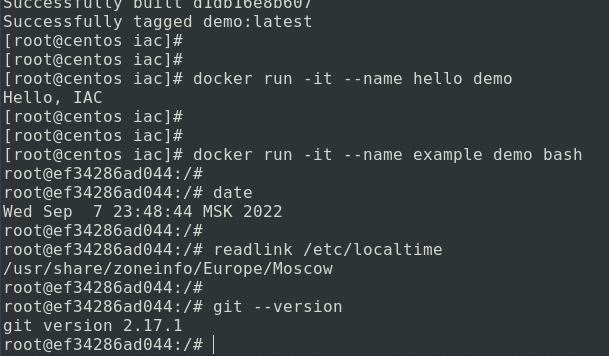 Successfully built d1db16e8b607
Successfully tagged demo:latest
[root@centos iac]#
[root@centos iac]#
[root@centos iac]# docker run -it --name hello demo
Hello, IAC
[root@centos iac]#
[root@centos iac]#
[root@centos iac]# docker run -it --name example demo bash
root@ef34286ad044:/#
root@ef34286ad044:/# date
Wed Sep  7 23:48:44 MSK 2022
root@ef34286ad044:/#
root@ef34286ad044:/# readlink /etc/localtime
/usr/share/zoneinfo/Europe/Moscow
root@ef34286ad044:/#
root@ef34286ad044:/# git --version
git version 2.17.1
root@ef34286ad044:/#